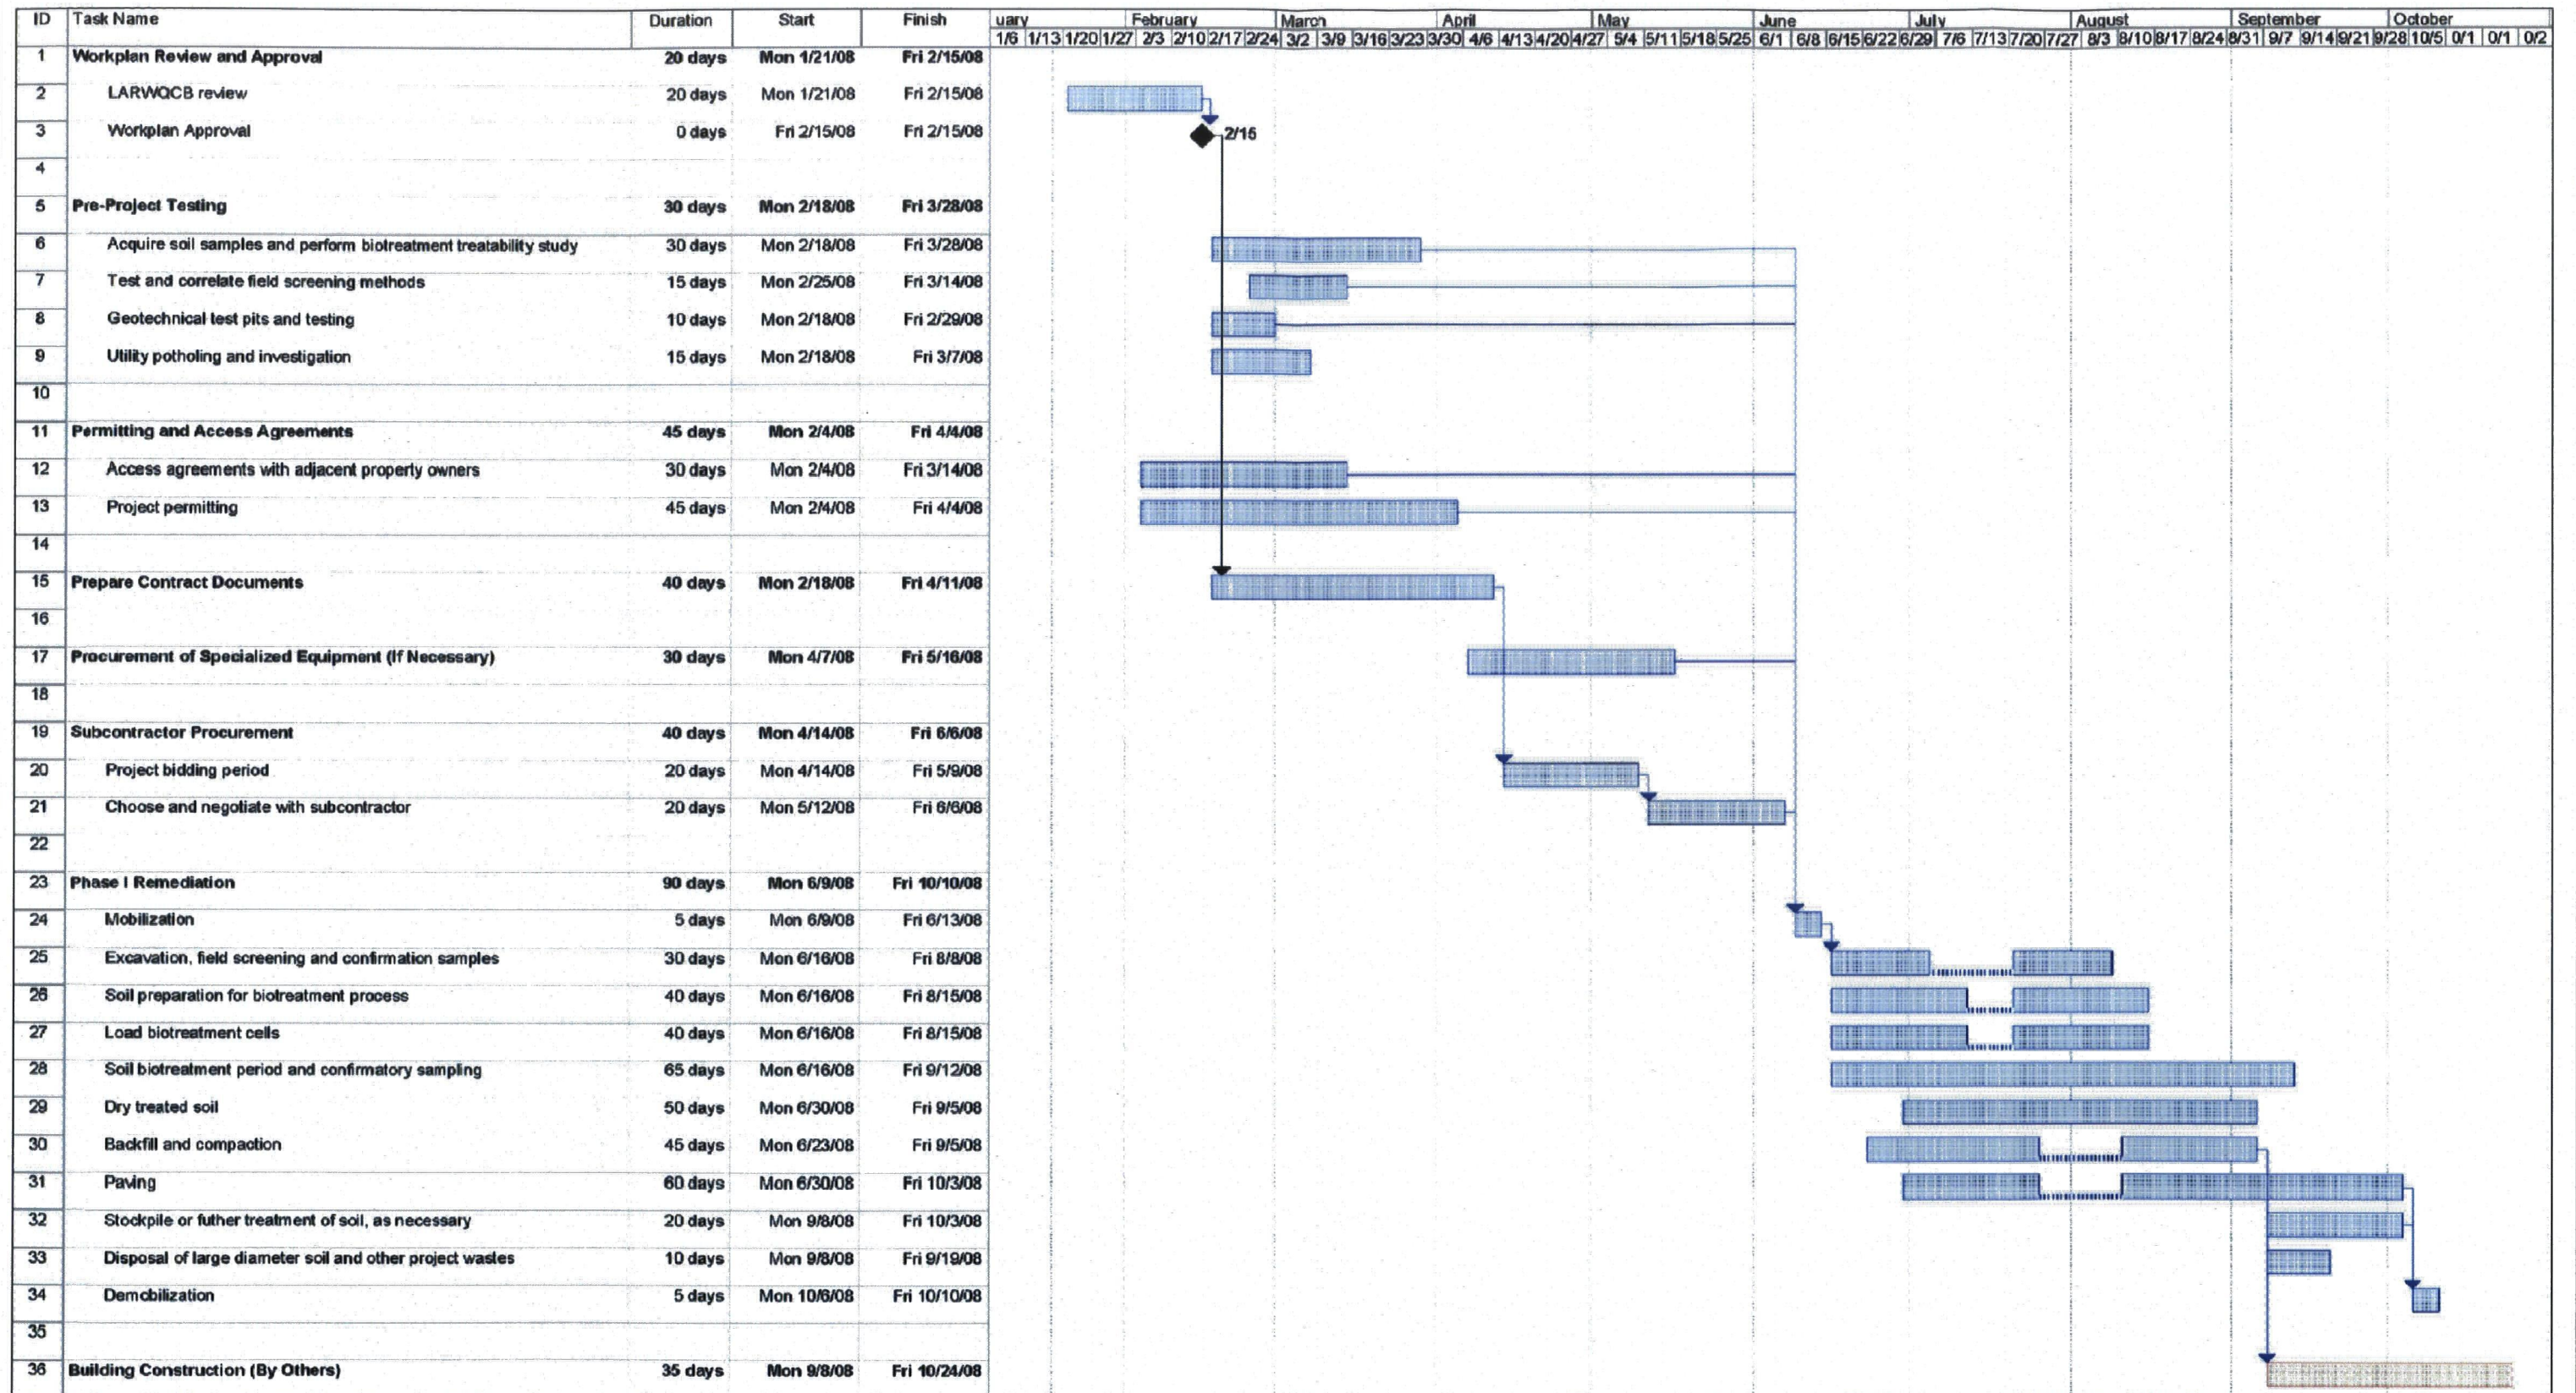 ID Task Name Duration Start Finish uary February March April May June July August September October
1/6 1/13 1/20 1/27 2/3 2/10 2/17 2/24 3/2 3/9 3/16 3/23 3/30 4/6 4/13 4/20 4/27 5/4 5/11 5/18 5/25 6/1 6/8 6/15 6/22 6/29 7/6 7/13 7/20 7/27 8/3 8/10 8/17 8/24 8/31 9/7 9/14 9/21 9/28 10/5 0/1 0/1 0/2
1 Workplan Review and Approval 20 days Mon 1/21/08 Fri 2/15/08
2 LARWQCB review 20 days Mon 1/21/08 Fri 2/15/08
3 Workplan Approval 0 days Fri 2/15/08 Fri 2/15/08 2/15
4
5 Pre-Project Testing 30 days Mon 2/18/08 Fri 3/28/08
6 Acquire soil samples and perform biotreatment treatability study 30 days Mon 2/18/08 Fri 3/28/08
7 Test and correlate field screening methods 15 days Mon 2/25/08 Fri 3/14/08
8 Geotechnical test pits and testing 10 days Mon 2/18/08 Fri 2/29/08
9 Utility potholing and investigation 15 days Mon 2/18/08 Fri 3/7/08
10
11 Permitting and Access Agreements 45 days Mon 2/4/08 Fri 4/4/08
12 Access agreements with adjacent property owners 30 days Mon 2/4/08 Fri 3/14/08
13 Project permitting 45 days Mon 2/4/08 Fri 4/4/08
14
15 Prepare Contract Documents 40 days Mon 2/18/08 Fri 4/11/08
16
17 Procurement of Specialized Equipment (If Necessary) 30 days Mon 4/7/08 Fri 5/16/08
18
19 Subcontractor Procurement 40 days Mon 4/14/08 Fri 6/6/08
20 Project bidding period 20 days Mon 4/14/08 Fri 5/9/08
21 Choose and negotiate with subcontractor 20 days Mon 5/12/08 Fri 6/6/08
22
23 Phase I Remediation 90 days Mon 6/9/08 Fri 10/10/08
24 Mobilization 5 days Mon 6/9/08 Fri 6/13/08
25 Excavation, field screening and confirmation samples 30 days Mon 6/16/08 Fri 8/8/08
26 Soil preparation for biotreatment process 40 days Mon 6/16/08 Fri 8/15/08
27 Load biotreatment cells 40 days Mon 6/16/08 Fri 8/15/08
28 Soil biotreatment period and confirmatory sampling 65 days Mon 6/16/08 Fri 9/12/08
29 Dry treated soil 50 days Mon 6/30/08 Fri 9/5/08
30 Backfill and compaction 45 days Mon 6/23/08 Fri 9/5/08
31 Paving 60 days Mon 6/30/08 Fri 10/3/08
32 Stockpile or futher treatment of soil, as necessary 20 days Mon 9/8/08 Fri 10/3/08
33 Disposal of large diameter soil and other project wastes 10 days Mon 9/8/08 Fri 9/19/08
34 Demobilization 5 days Mon 10/6/08 Fri 10/10/08
35
36 Building Construction (By Others) 35 days Mon 9/8/08 Fri 10/24/08